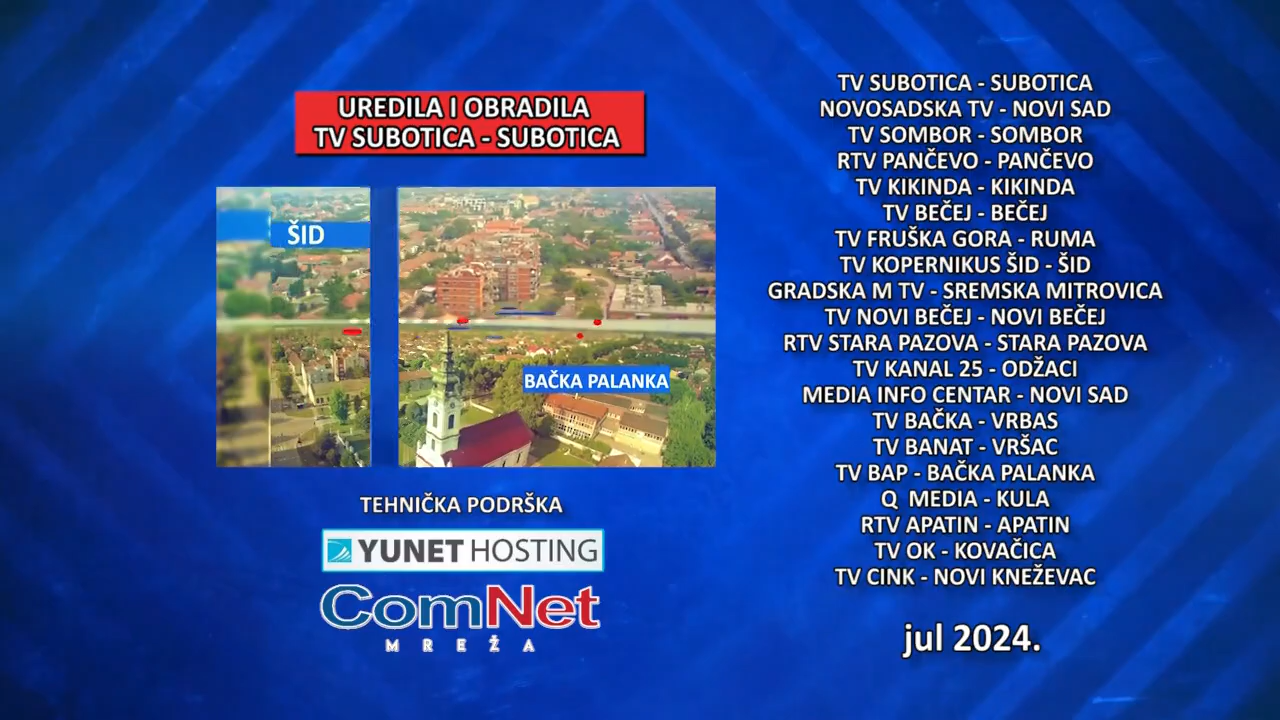 UREDILA I OBRADILA
TV SUBOTICA - SUBOTICA
ŠID
BAČKA PALANKA
TEHNIČKA PODRŠKA
YUNET HOSTING
ComNet
MREŽA
TV SUBOTICA - SUBOTICA
NOVOSADSKA TV - NOVI SAD
TV SOMBOR - SOMBOR
RTV PANČEVO - PANČEVO
TV KIKINDA - KIKINDA
TV BEČEJ - BEČEJ
TV FRUŠKA GORA - RUMA
TV KOPERNIKUS ŠID - ŠID
GRADSKA M TV - SREMSKA MITROVICA
TV NOVI BEČEJ - NOVI BEČEJ
RTV STARA PAZOVA - STARA PAZOVA
TV KANAL 25 - ODŽACI
MEDIA INFO CENTAR - NOVI SAD
TV BAČKA - VRBAS
TV BANAT - VRŠAC
TV BAP - BAČKA PALANKA
Q MEDIA - KULA
RTV APATIN - APATIN
TV OK - KOVAČICA
TV CINK - NOVI KNEŽEVAC
jul 2024.